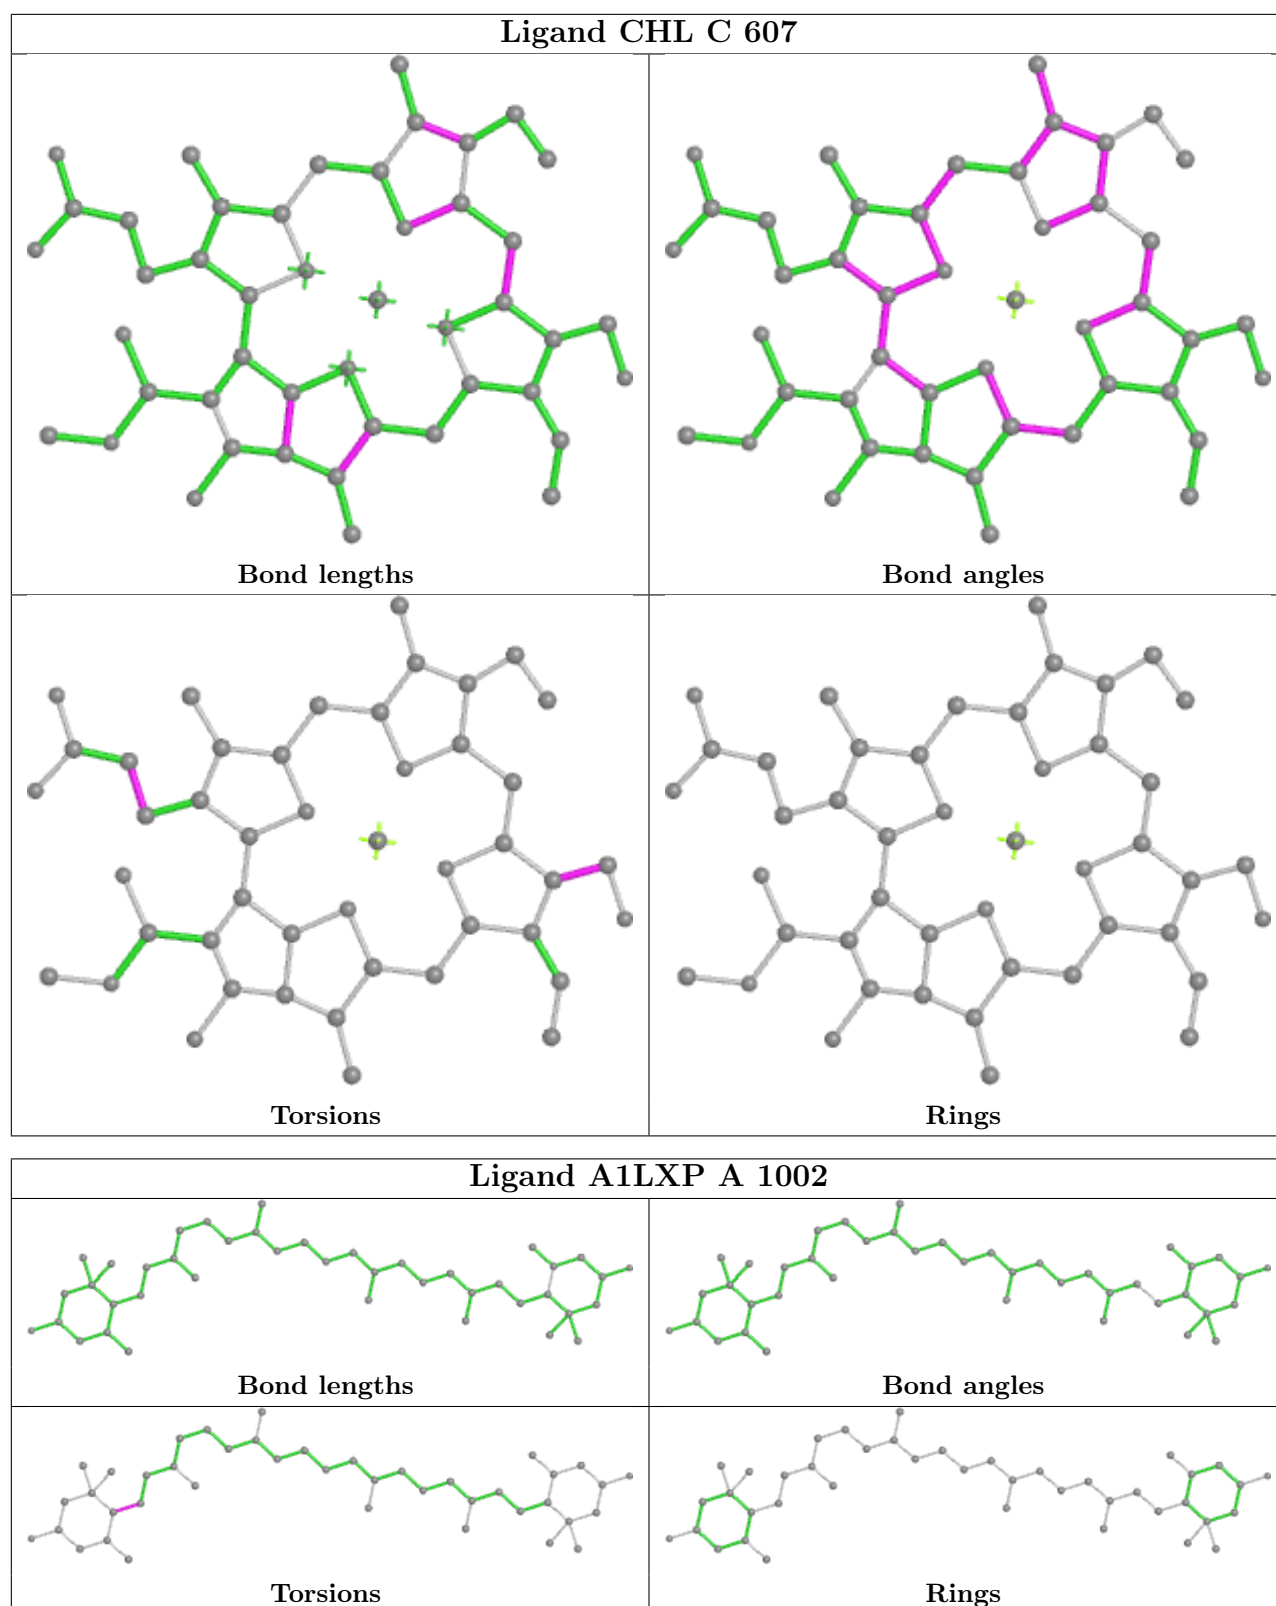 Ligand CHL C 607
Bond lengths
Bond angles
Torsions
Rings
Ligand A1LXP A 1002
Bond lengths
Bond angles
Torsions
Rings